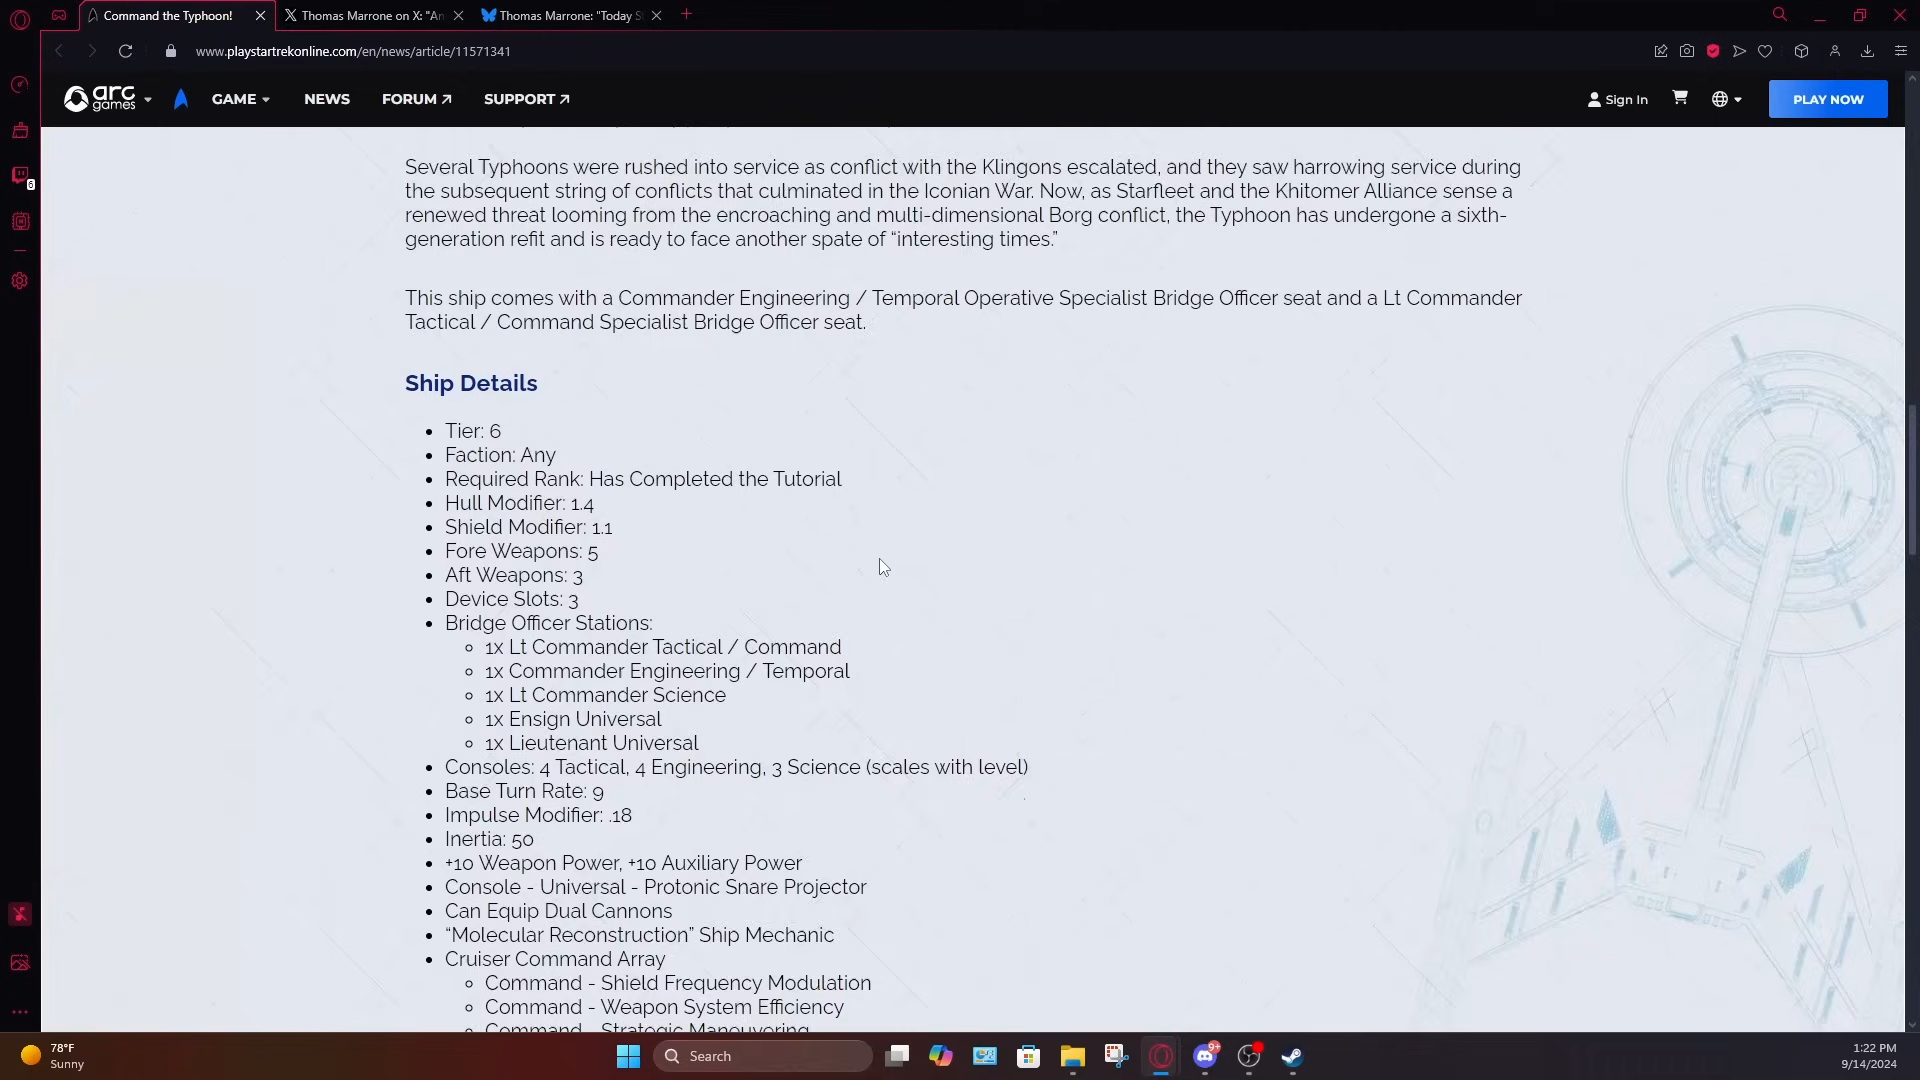 Command the Typhoon!
Thomas Marrone on X: "An
Thomas Marrone: "Today S
www.playstartrekonline.com/en/news/article/11571341
arc games
GAME
NEWS
FORUM
SUPPORT
Sign In
PLAY NOW
6
Several Typhoons were rushed into service as conflict with the Klingons escalated, and they saw harrowing service during
the subsequent string of conflicts that culminated in the Iconian War. Now, as Starfleet and the Khitomer Alliance sense a
renewed threat looming from the encroaching and multi-dimensional Borg conflict, the Typhoon has undergone a sixth-
generation refit and is ready to face another spate of “interesting times.”
This ship comes with a Commander Engineering / Temporal Operative Specialist Bridge Officer seat and a Lt Commander
Tactical / Command Specialist Bridge Officer seat.
Ship Details
Tier: 6
Faction: Any
Required Rank: Has Completed the Tutorial
Hull Modifier: 1.4
Shield Modifier: 1.1
Fore Weapons: 5
Aft Weapons: 3
Device Slots: 3
Bridge Officer Stations:
1x Lt Commander Tactical / Command
1x Commander Engineering / Temporal
1x Lt Commander Science
1x Ensign Universal
1x Lieutenant Universal
Consoles: 4 Tactical, 4 Engineering, 3 Science (scales with level)
Base Turn Rate: 9
Impulse Modifier: .18
Inertia: 50
+10 Weapon Power, +10 Auxiliary Power
Console - Universal - Protonic Snare Projector
Can Equip Dual Cannons
“Molecular Reconstruction” Ship Mechanic
Cruiser Command Array
Command - Shield Frequency Modulation
Command - Weapon System Efficiency
Command - Strategic Maneuvering
78°F
Sunny
Search
9+
1:22 PM
9/14/2024